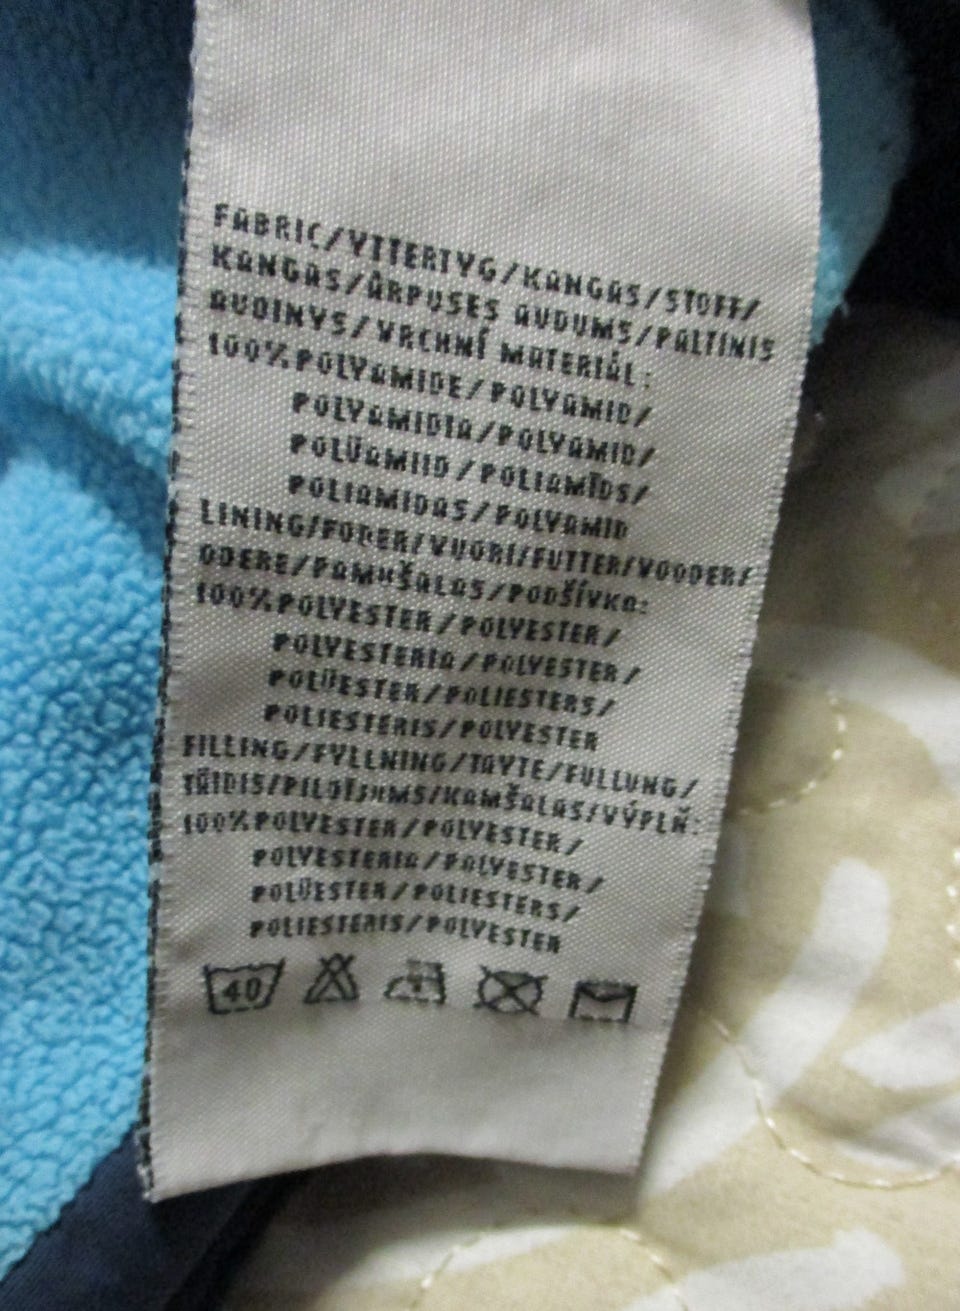 FABRIC/YTTERTYG/KANGAS/STOFF/
KANGAS/ĀRPUSES AUDUMS/PALTINIS
AUDINYS/VRCHNÍ MATERIÁL:
100%POLYAMIDE/POLYAMID/
POLYAMIDIA/POLYAMID/
POLÜAMIID/POLIAMĪDS/
POLIAMIDAS/POLYAMID
LINING/FODER/VUORI/FUTTER/VOODER/
ODERE/PAMUŠALAS/PODŠÍVKA:
100%POLYESTER/POLYESTER/
POLYESTERIA/POLYESTER/
POLÜESTER/POLIESTERS/
POLIESTERIS/POLYESTER
FILLING/FYLLNING/TÄYTE/FÜLLUNG/
TÄIDIS/PILDĪJUMS/KAMŠALAS/VÝPLŇ:
100%POLYESTER/POLYESTER/
POLYESTERIA/POLYESTER/
POLÜESTER/POLIESTERS/
POLIESTERIS/POLYESTER
40